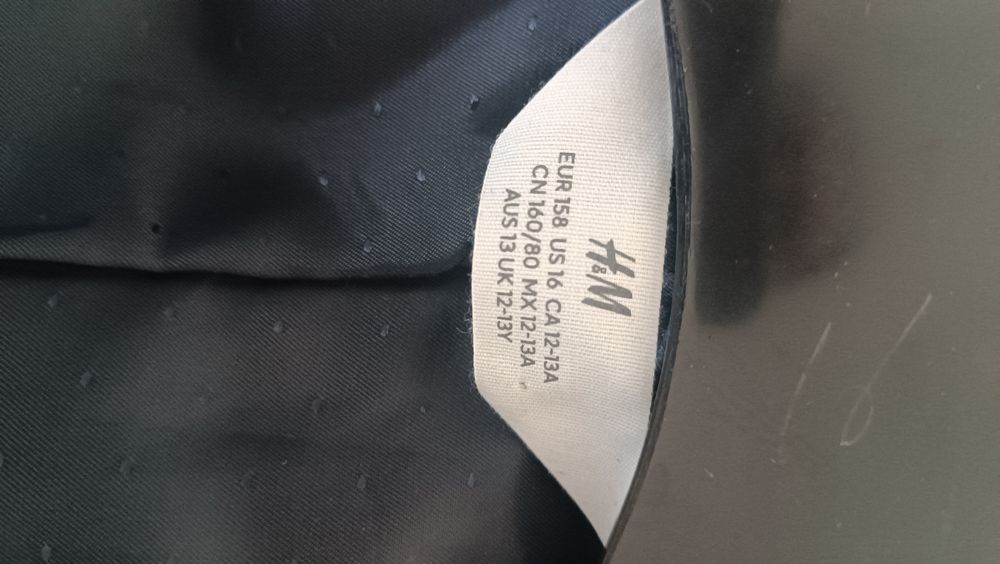 H&M
EUR 158 US 16 CA 12-13A
CN 160/80 MX 12-13A
AUS 13 UK 12-13Y